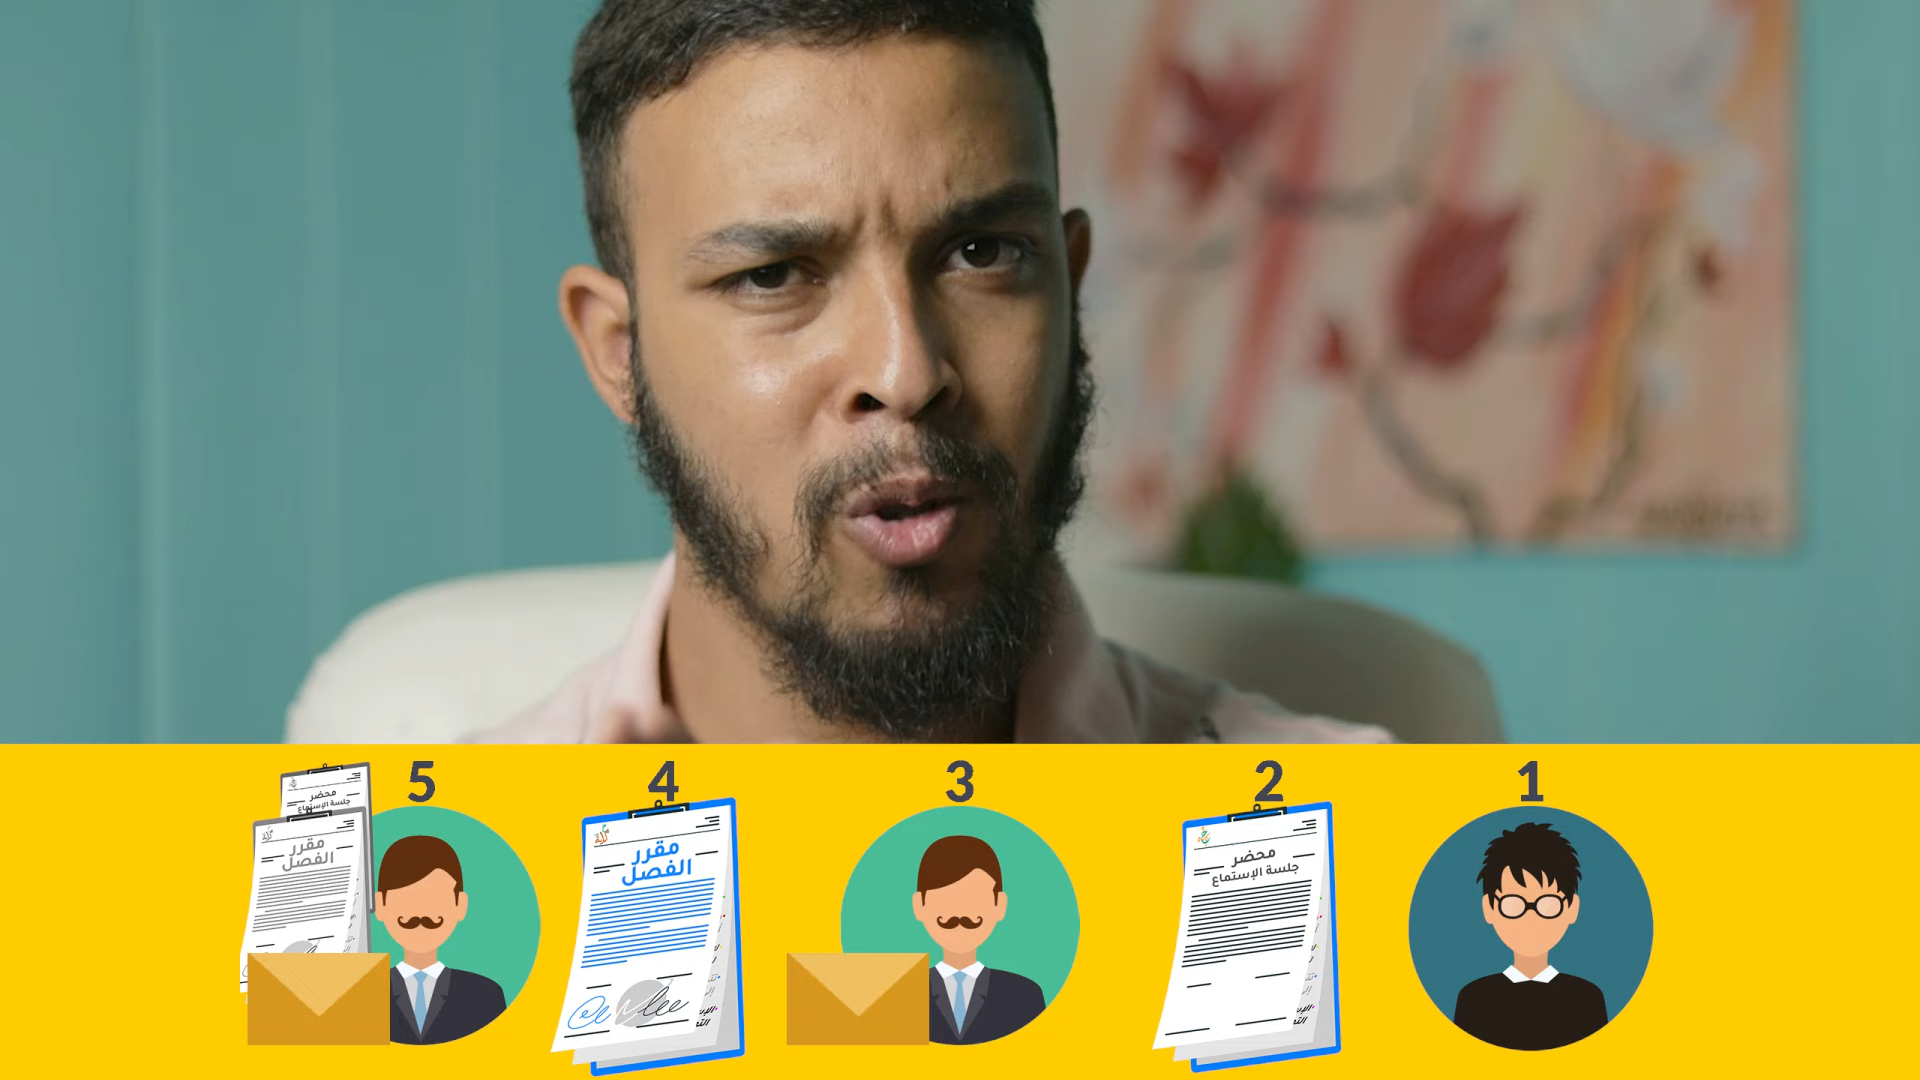 1
2
3
4
5
محضر
جلسة الإستماع
مقرر
الفصل
محضر
جلسة الإستماع
مقرر
الفصل